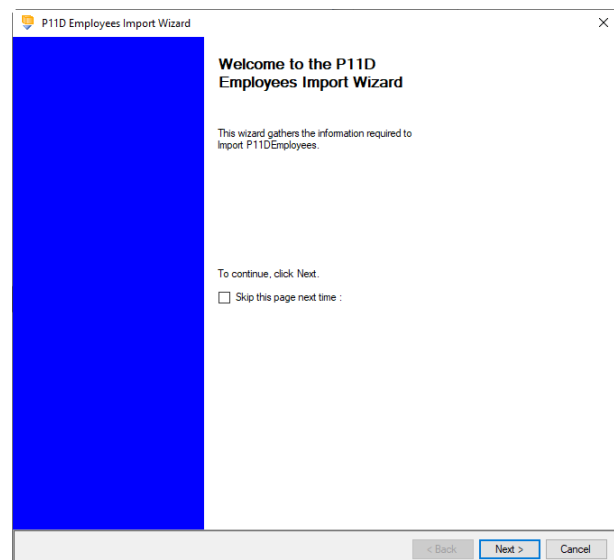 P11D Employees Import Wizard
Welcome to the P11D
Employees Import Wizard
This wizard gathers the information required to
Import P11DEmployees.
To continue, click Next.
Skip this page next time :
< Back
Next >
Cancel